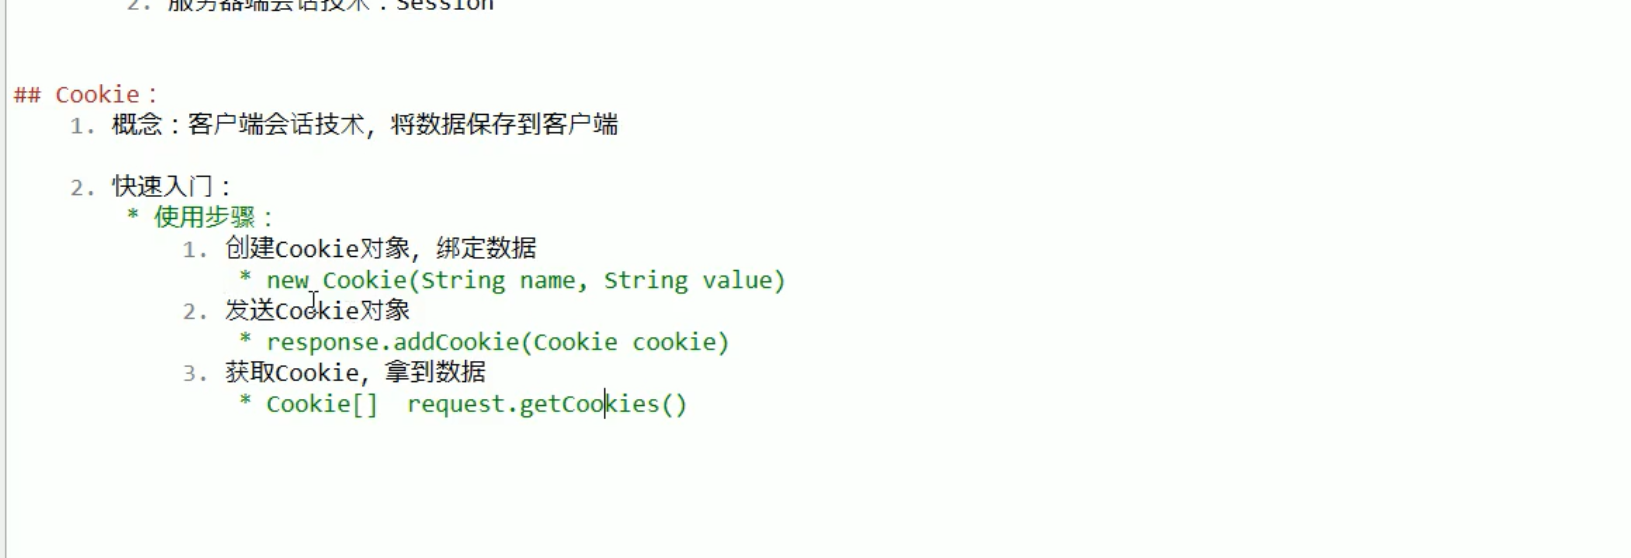 2. 服务器端会话技术：Session
## Cookie：
1. 概念：客户端会话技术，将数据保存到客户端
2. 快速入门：
* 使用步骤：
1. 创建Cookie对象，绑定数据
* new Cookie(String name, String value)
2. 发送Cookie对象
* response.addCookie(Cookie cookie)
3. 获取Cookie，拿到数据
* Cookie[]  request.getCookies()